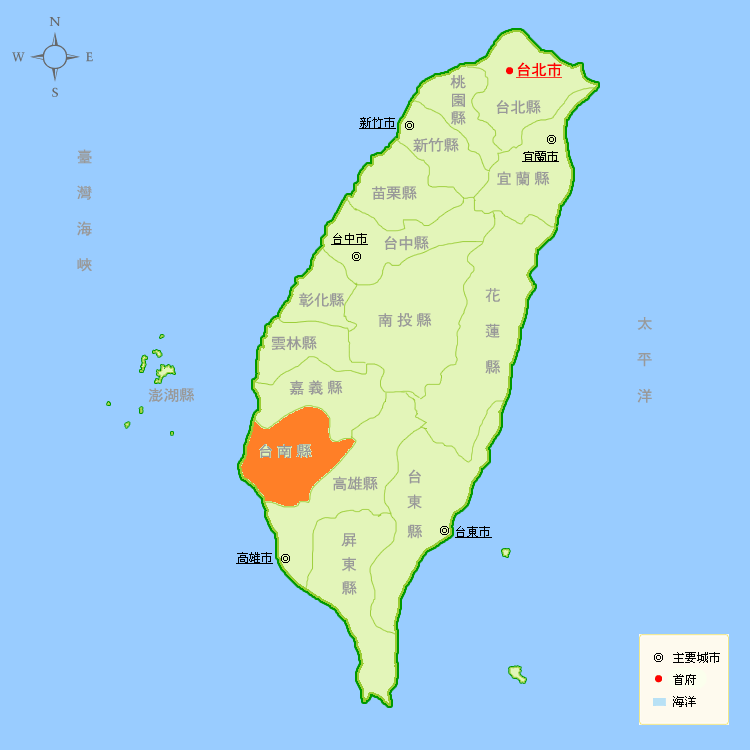 N
W E
S
台北市
桃園縣
台北縣
新竹市
新竹縣
宜蘭市
宜蘭縣
臺灣海峽
苗栗縣
台中市
台中縣
彰化縣
花蓮縣
南投縣
太平洋
雲林縣
嘉義縣
澎湖縣
台南縣
高雄縣
台東縣
台東市
屏東縣
高雄市
主要城市
首府
海洋